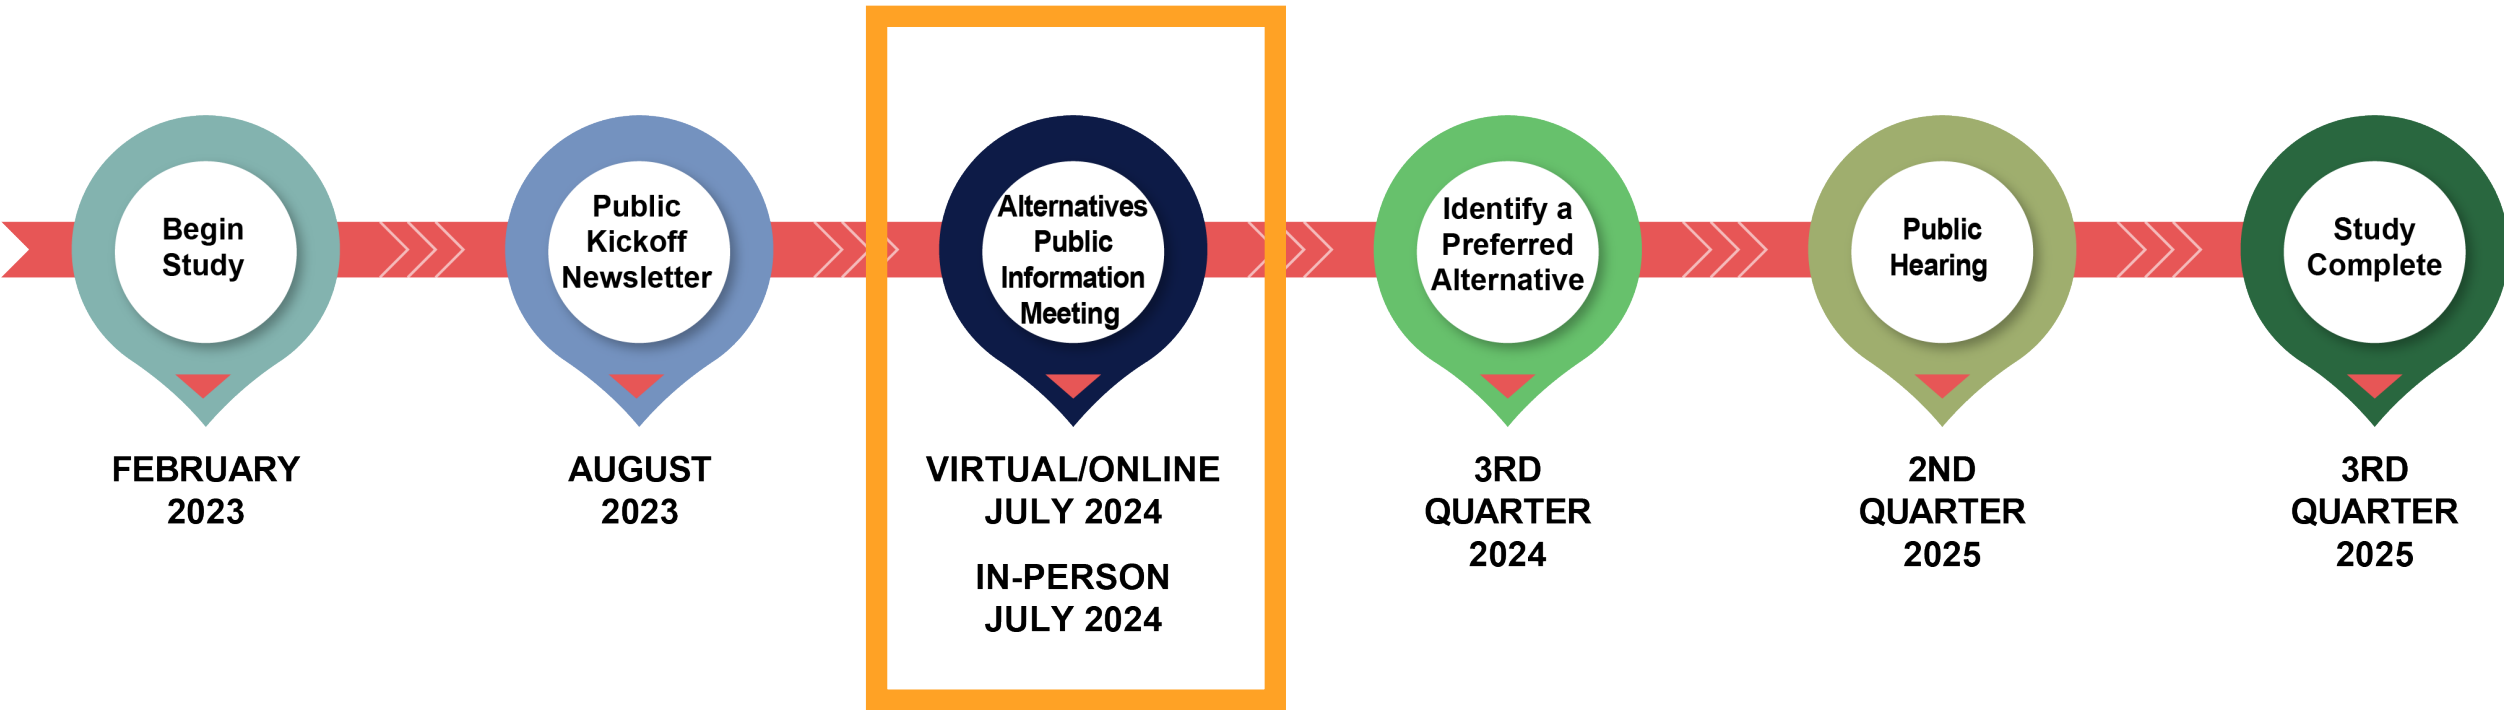 Begin
Study
FEBRUARY
2023
Public
Kickoff
Newsletter
AUGUST
2023
Alternatives
Public
Information
Meeting
VIRTUAL/ONLINE
JULY 2024
IN-PERSON
JULY 2024
Identify a
Preferred
Alternative
3RD
QUARTER
2024
Public
Hearing
2ND
QUARTER
2025
Study
Complete
3RD
QUARTER
2025